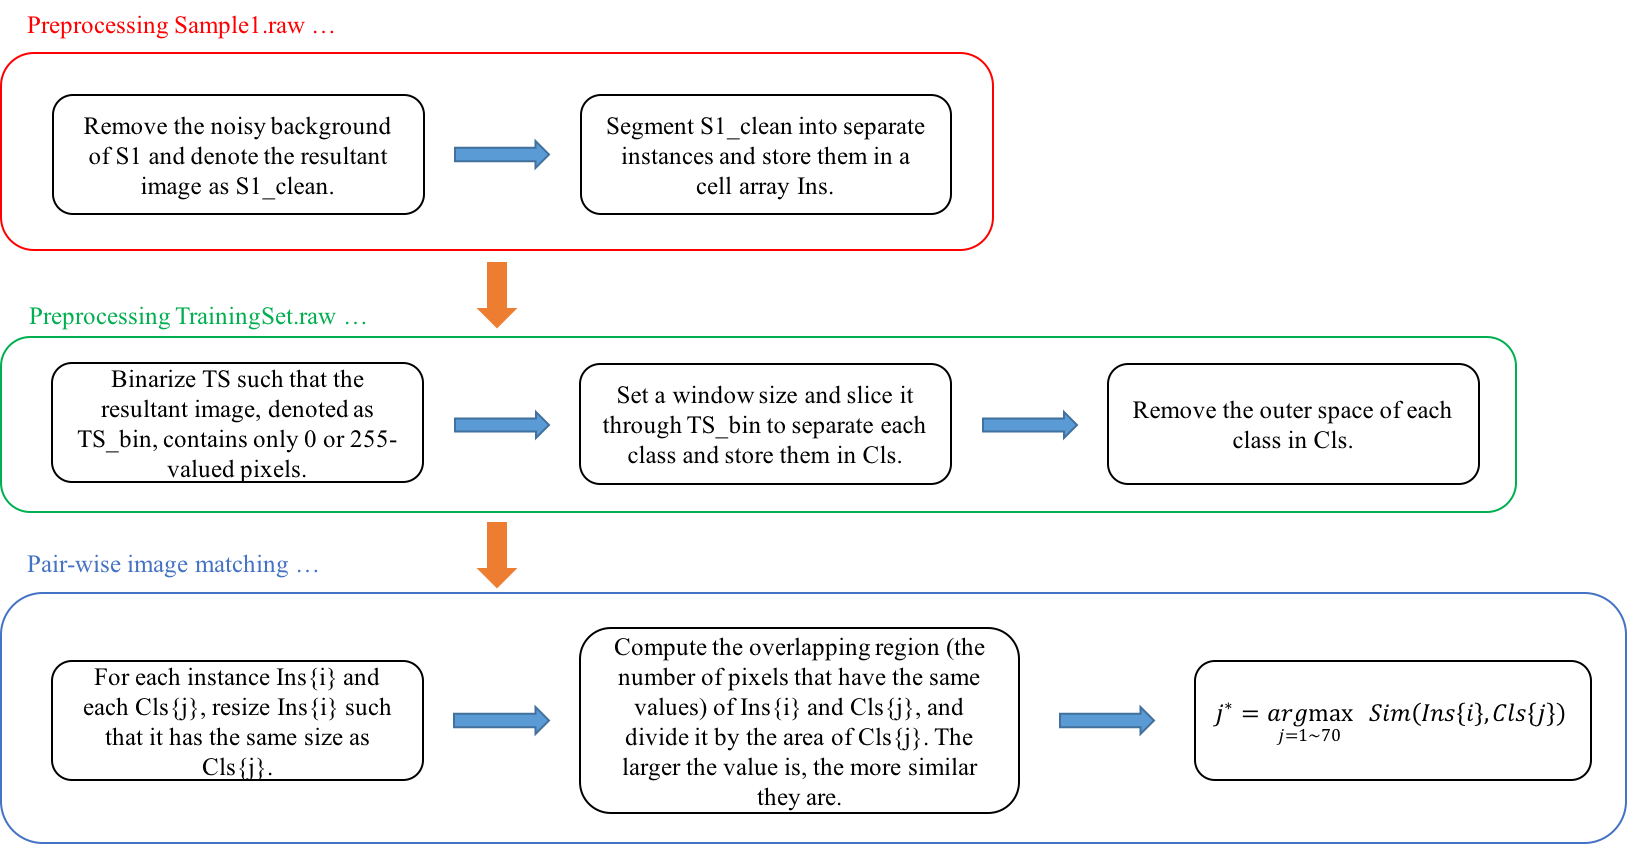 Preprocessing Sample1.raw …
Remove the noisy background
of S1 and denote the resultant
image as S1_clean.
Segment S1_clean into separate
instances and store them in a
cell array Ins.
Preprocessing TrainingSet.raw …
Binarize TS such that the
resultant image, denoted as
TS_bin, contains only 0 or 255-
valued pixels.
Set a window size and slice it
through TS_bin to separate each
class and store them in Cls.
Remove the outer space of each
class in Cls.
Pair-wise image matching …
For each instance Ins{i} and
each Cls{j}, resize Ins{i} such
that it has the same size as
Cls{j}.
Compute the overlapping region (the
number of pixels that have the same
values) of Ins{i} and Cls{j}, and
divide it by the area of Cls{j}. The
larger the value is, the more similar
they are.
j* = argmax Sim(Ins{i}, Cls{j})
j=1~70